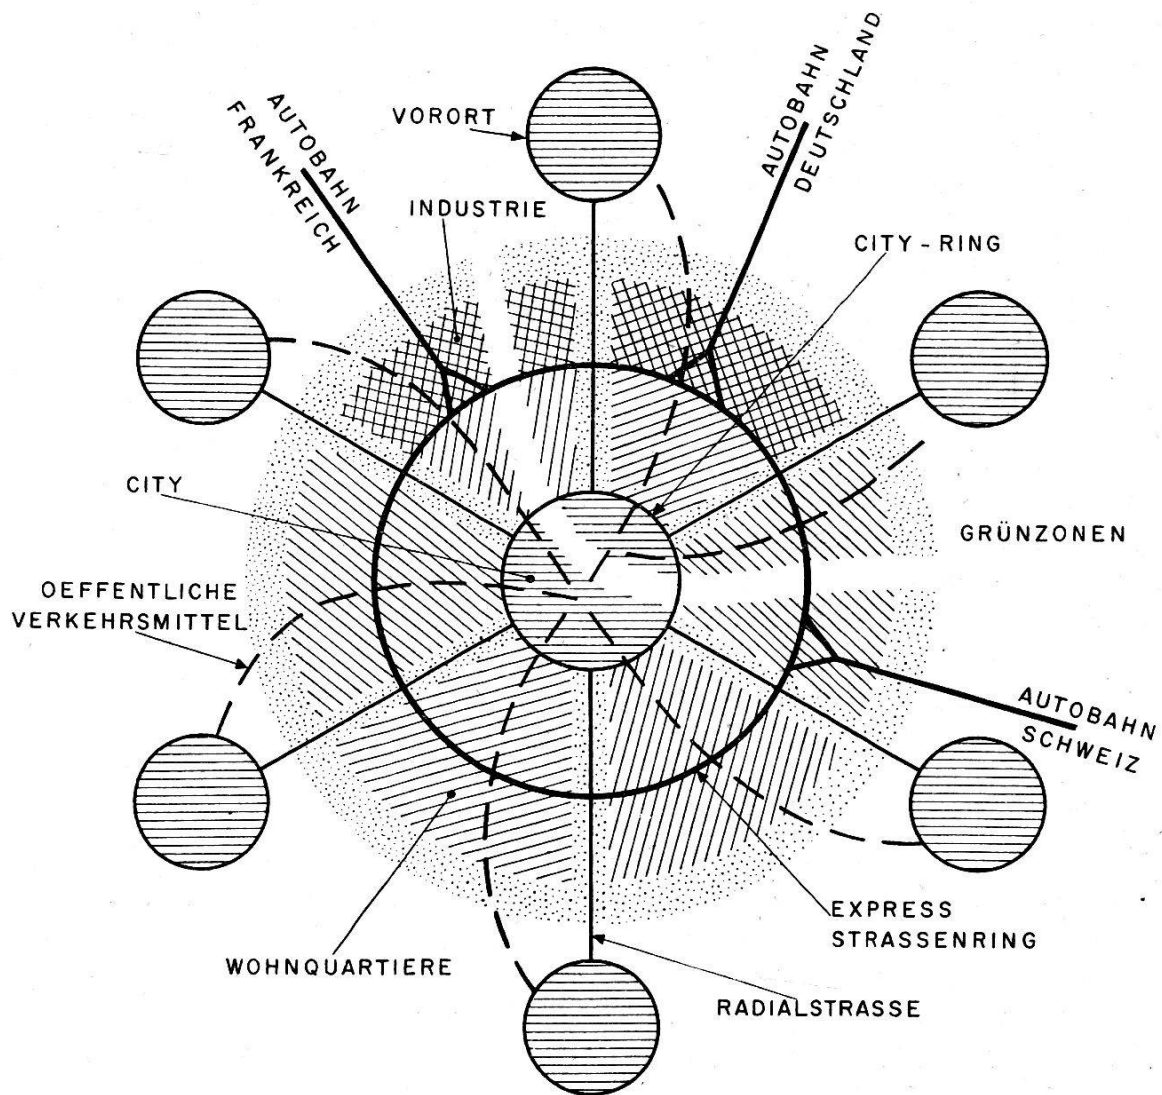 AUTOBAHN
FRANKREICH
VORORT
AUTOBAHN
DEUTSCHLAND
INDUSTRIE
CITY - RING
CITY
GRÜNZONEN
OEFFENTLICHE
VERKEHRSMITTEL
AUTOBAHN
SCHWEIZ
EXPRESS
STRASSENRING
WOHNQUARTIERE
RADIALSTRASSE